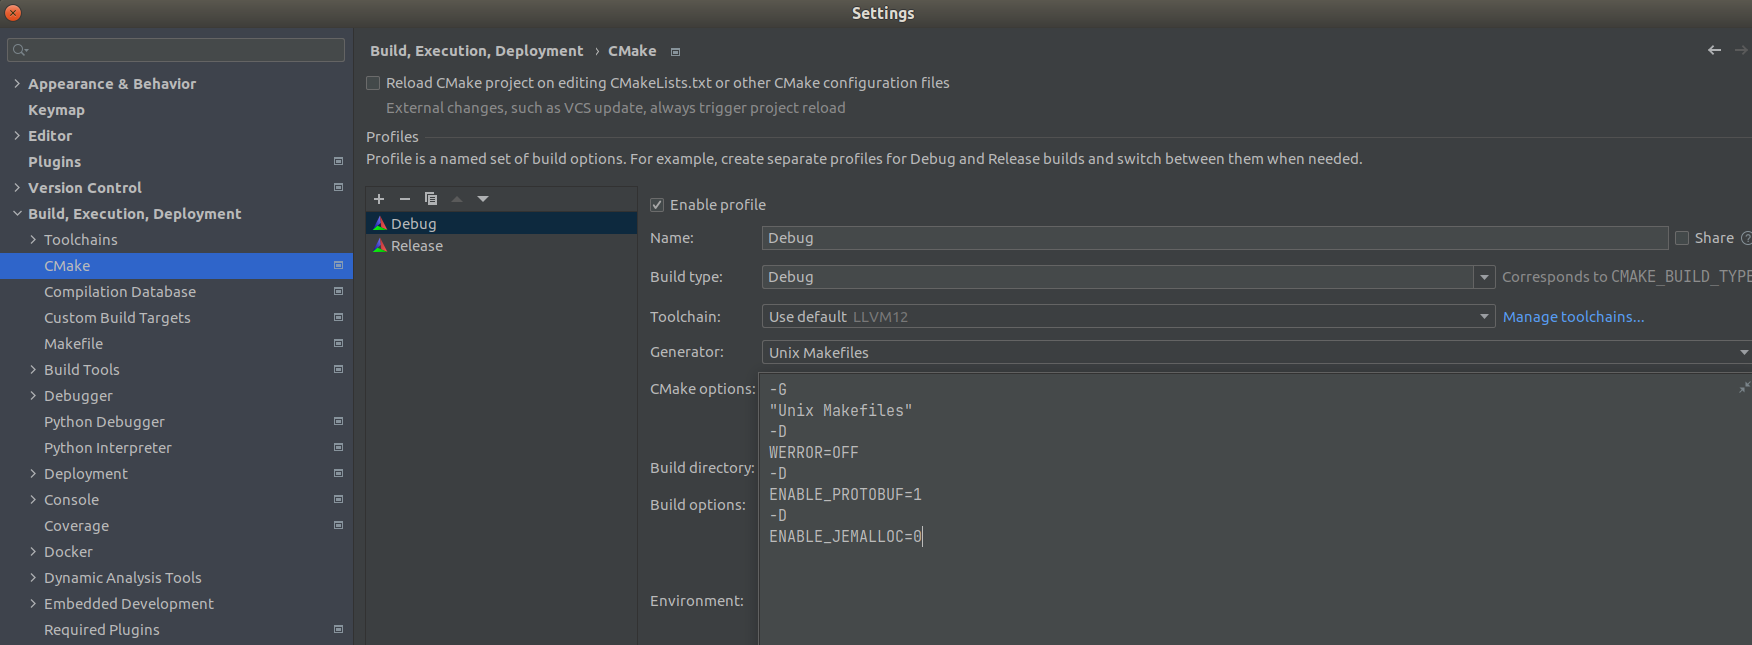 Settings
Appearance & Behavior
Keymap
Editor
Plugins
Version Control
Build, Execution, Deployment
Toolchains
CMake
Compilation Database
Custom Build Targets
Makefile
Build Tools
Debugger
Python Debugger
Python Interpreter
Deployment
Console
Coverage
Docker
Dynamic Analysis Tools
Embedded Development
Required Plugins
Build, Execution, Deployment › CMake
Reload CMake project on editing CMakeLists.txt or other CMake configuration files
External changes, such as VCS update, always trigger project reload
Profiles
Profile is a named set of build options. For example, create separate profiles for Debug and Release builds and switch between them when needed.
Debug
Release
Enable profile
Name: Debug Share
Build type: Debug Corresponds to CMAKE_BUILD_TYPE
Toolchain: Use default LLVM12 Manage toolchains...
Generator: Unix Makefiles
CMake options: -G
"Unix Makefiles"
-D
WERROR=OFF
-D
ENABLE_PROTOBUF=1
-D
ENABLE_JEMALLOC=0
Build directory:
Build options:
Environment: